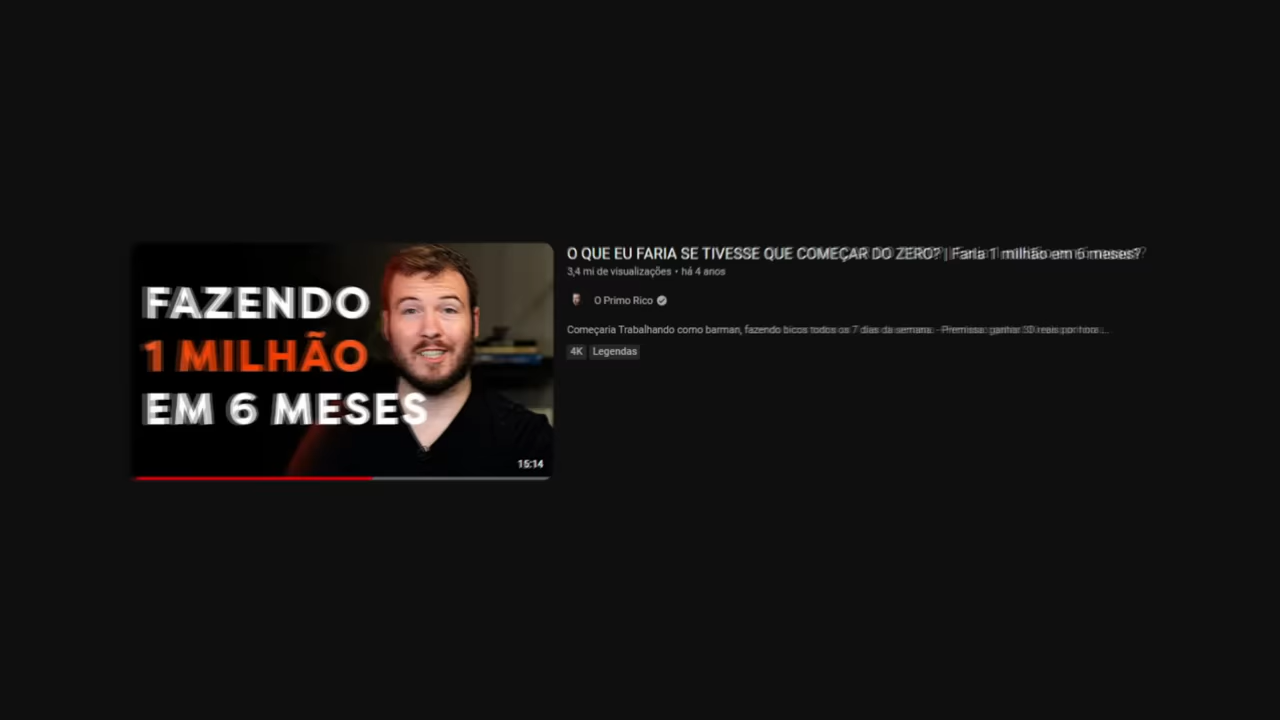 FAZENDO
1 MILHÃO
EM 6 MESES
15:14
O QUE EU FARIA SE TIVESSE QUE COMEÇAR DO ZERO? | Faria 1 milhão em 6 meses?
3,4 mi de visualizações • há 4 anos
O Primo Rico
Começaria Trabalhando como barman, fazendo bicos todos os 7 dias da semana. - Premissa: ganhar 30 reais por hora...
4K Legendas